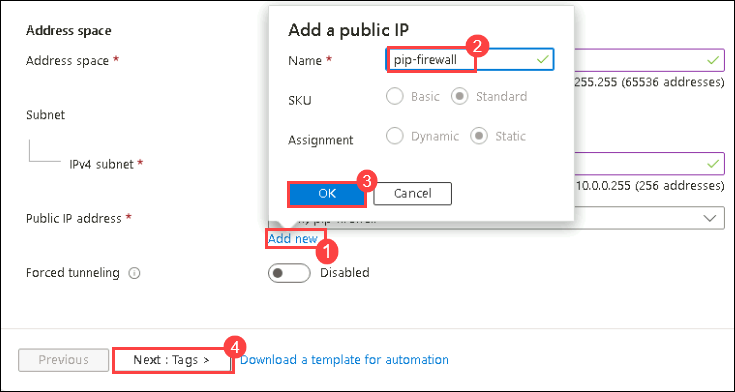 Add a public IP
Name *
pip-firewall
2
SKU
Basic
Standard
Assignment
Dynamic
Static
OK
3
Cancel
Address space
Address space *
255.255 (65536 addresses)
Subnet
IPv4 subnet *
10.0.0.255 (256 addresses)
Public IP address *
pip-firewall
Add new
1
Forced tunneling
Disabled
Previous
Next : Tags >
4
Download a template for automation